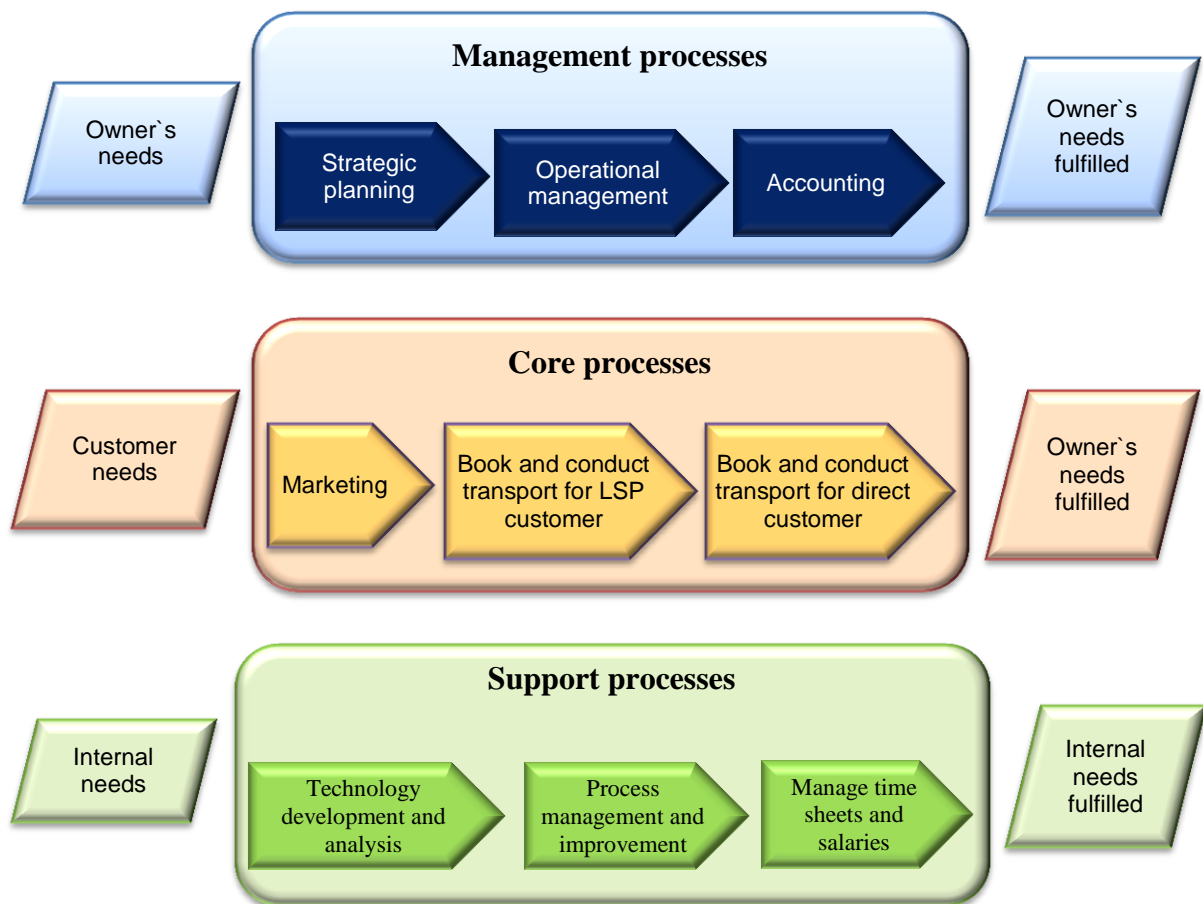 Management processes
Owner`s
needs
Strategic
planning
Operational
management
Accounting
Owner`s
needs
fulfilled
Core processes
Customer
needs
Marketing
Book and conduct
transport for LSP
customer
Book and conduct
transport for direct
customer
Owner`s
needs
fulfilled
Support processes
Internal
needs
Technology
development and
analysis
Process
management and
improvement
Manage time
sheets and
salaries
Internal
needs
fulfilled